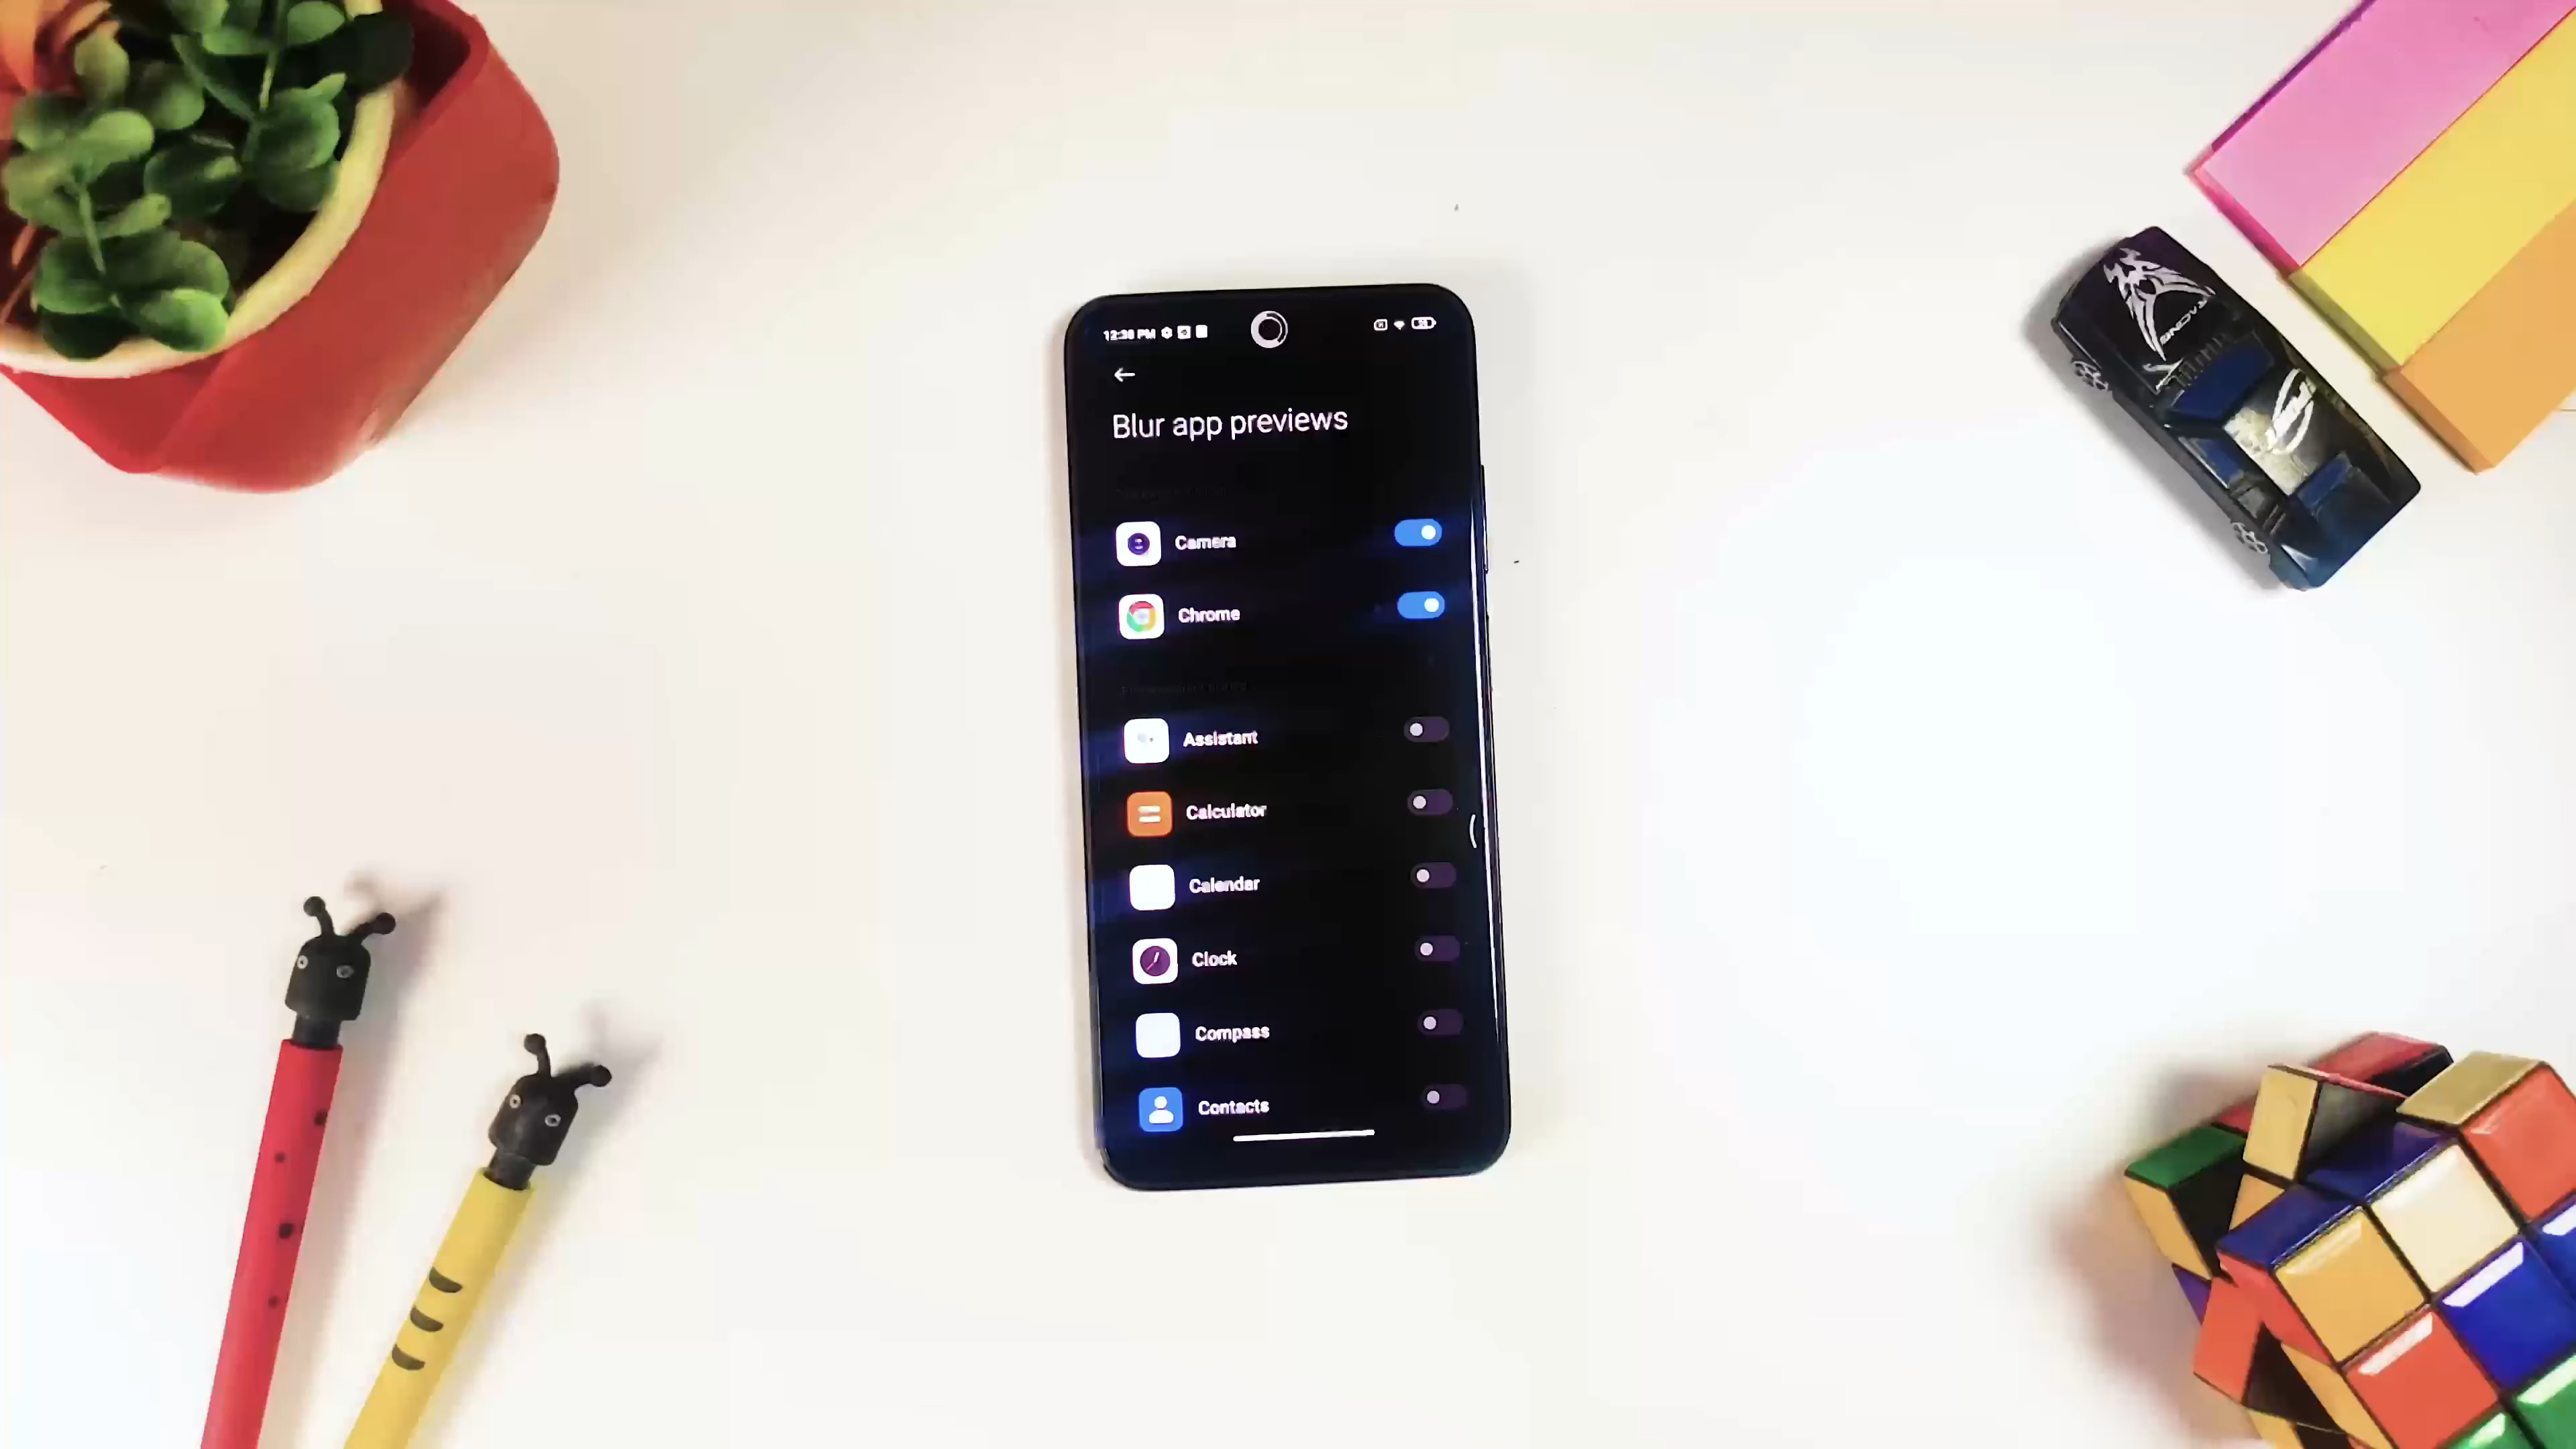 12:38 PM
Blur app previews
Camera
Chrome
Assistant
Calculator
Calendar
Clock
Compass
Contacts